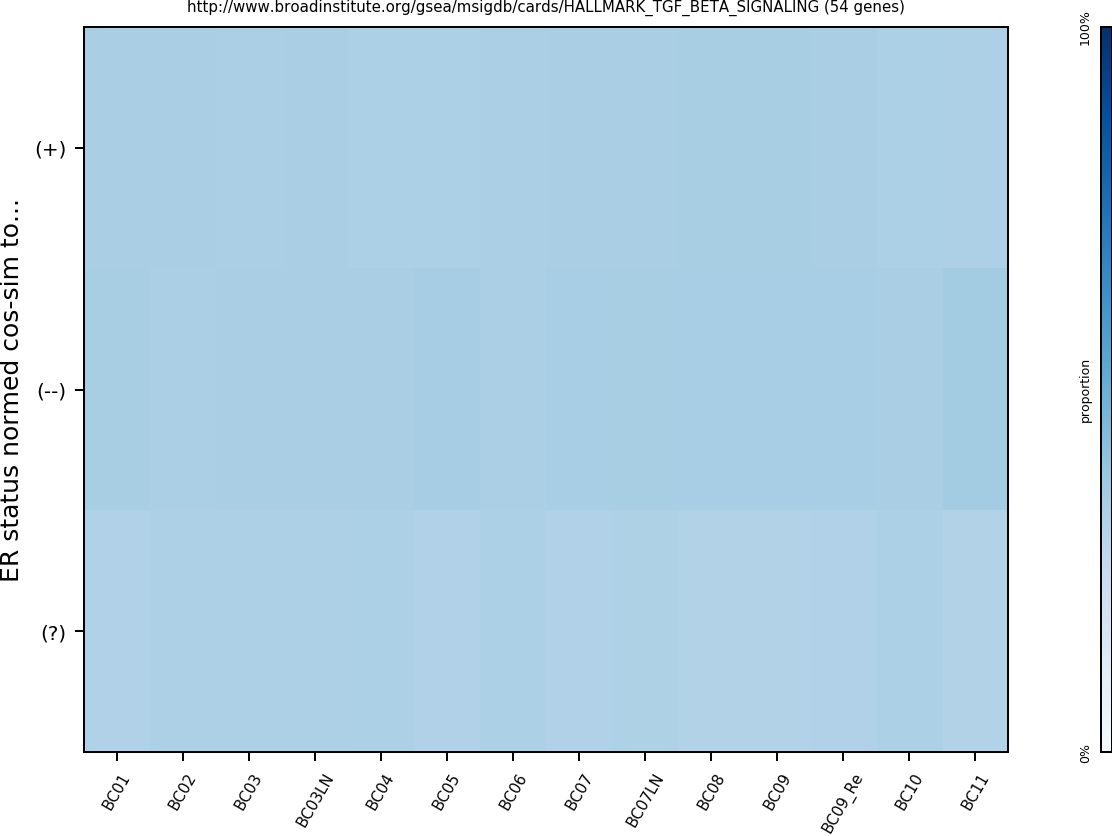 http://www.broadinstitute.org/gsea/msigdb/cards/HALLMARK_TGF_BETA_SIGNALING (54 genes)
ER status normed cos-sim to...
(+)
(--)
(?)
BC01
BC02
BC03
BC03LN
BC04
BC05
BC06
BC07
BC07LN
BC08
BC09
BC09_Re
BC10
BC11
100%
proportion
0%